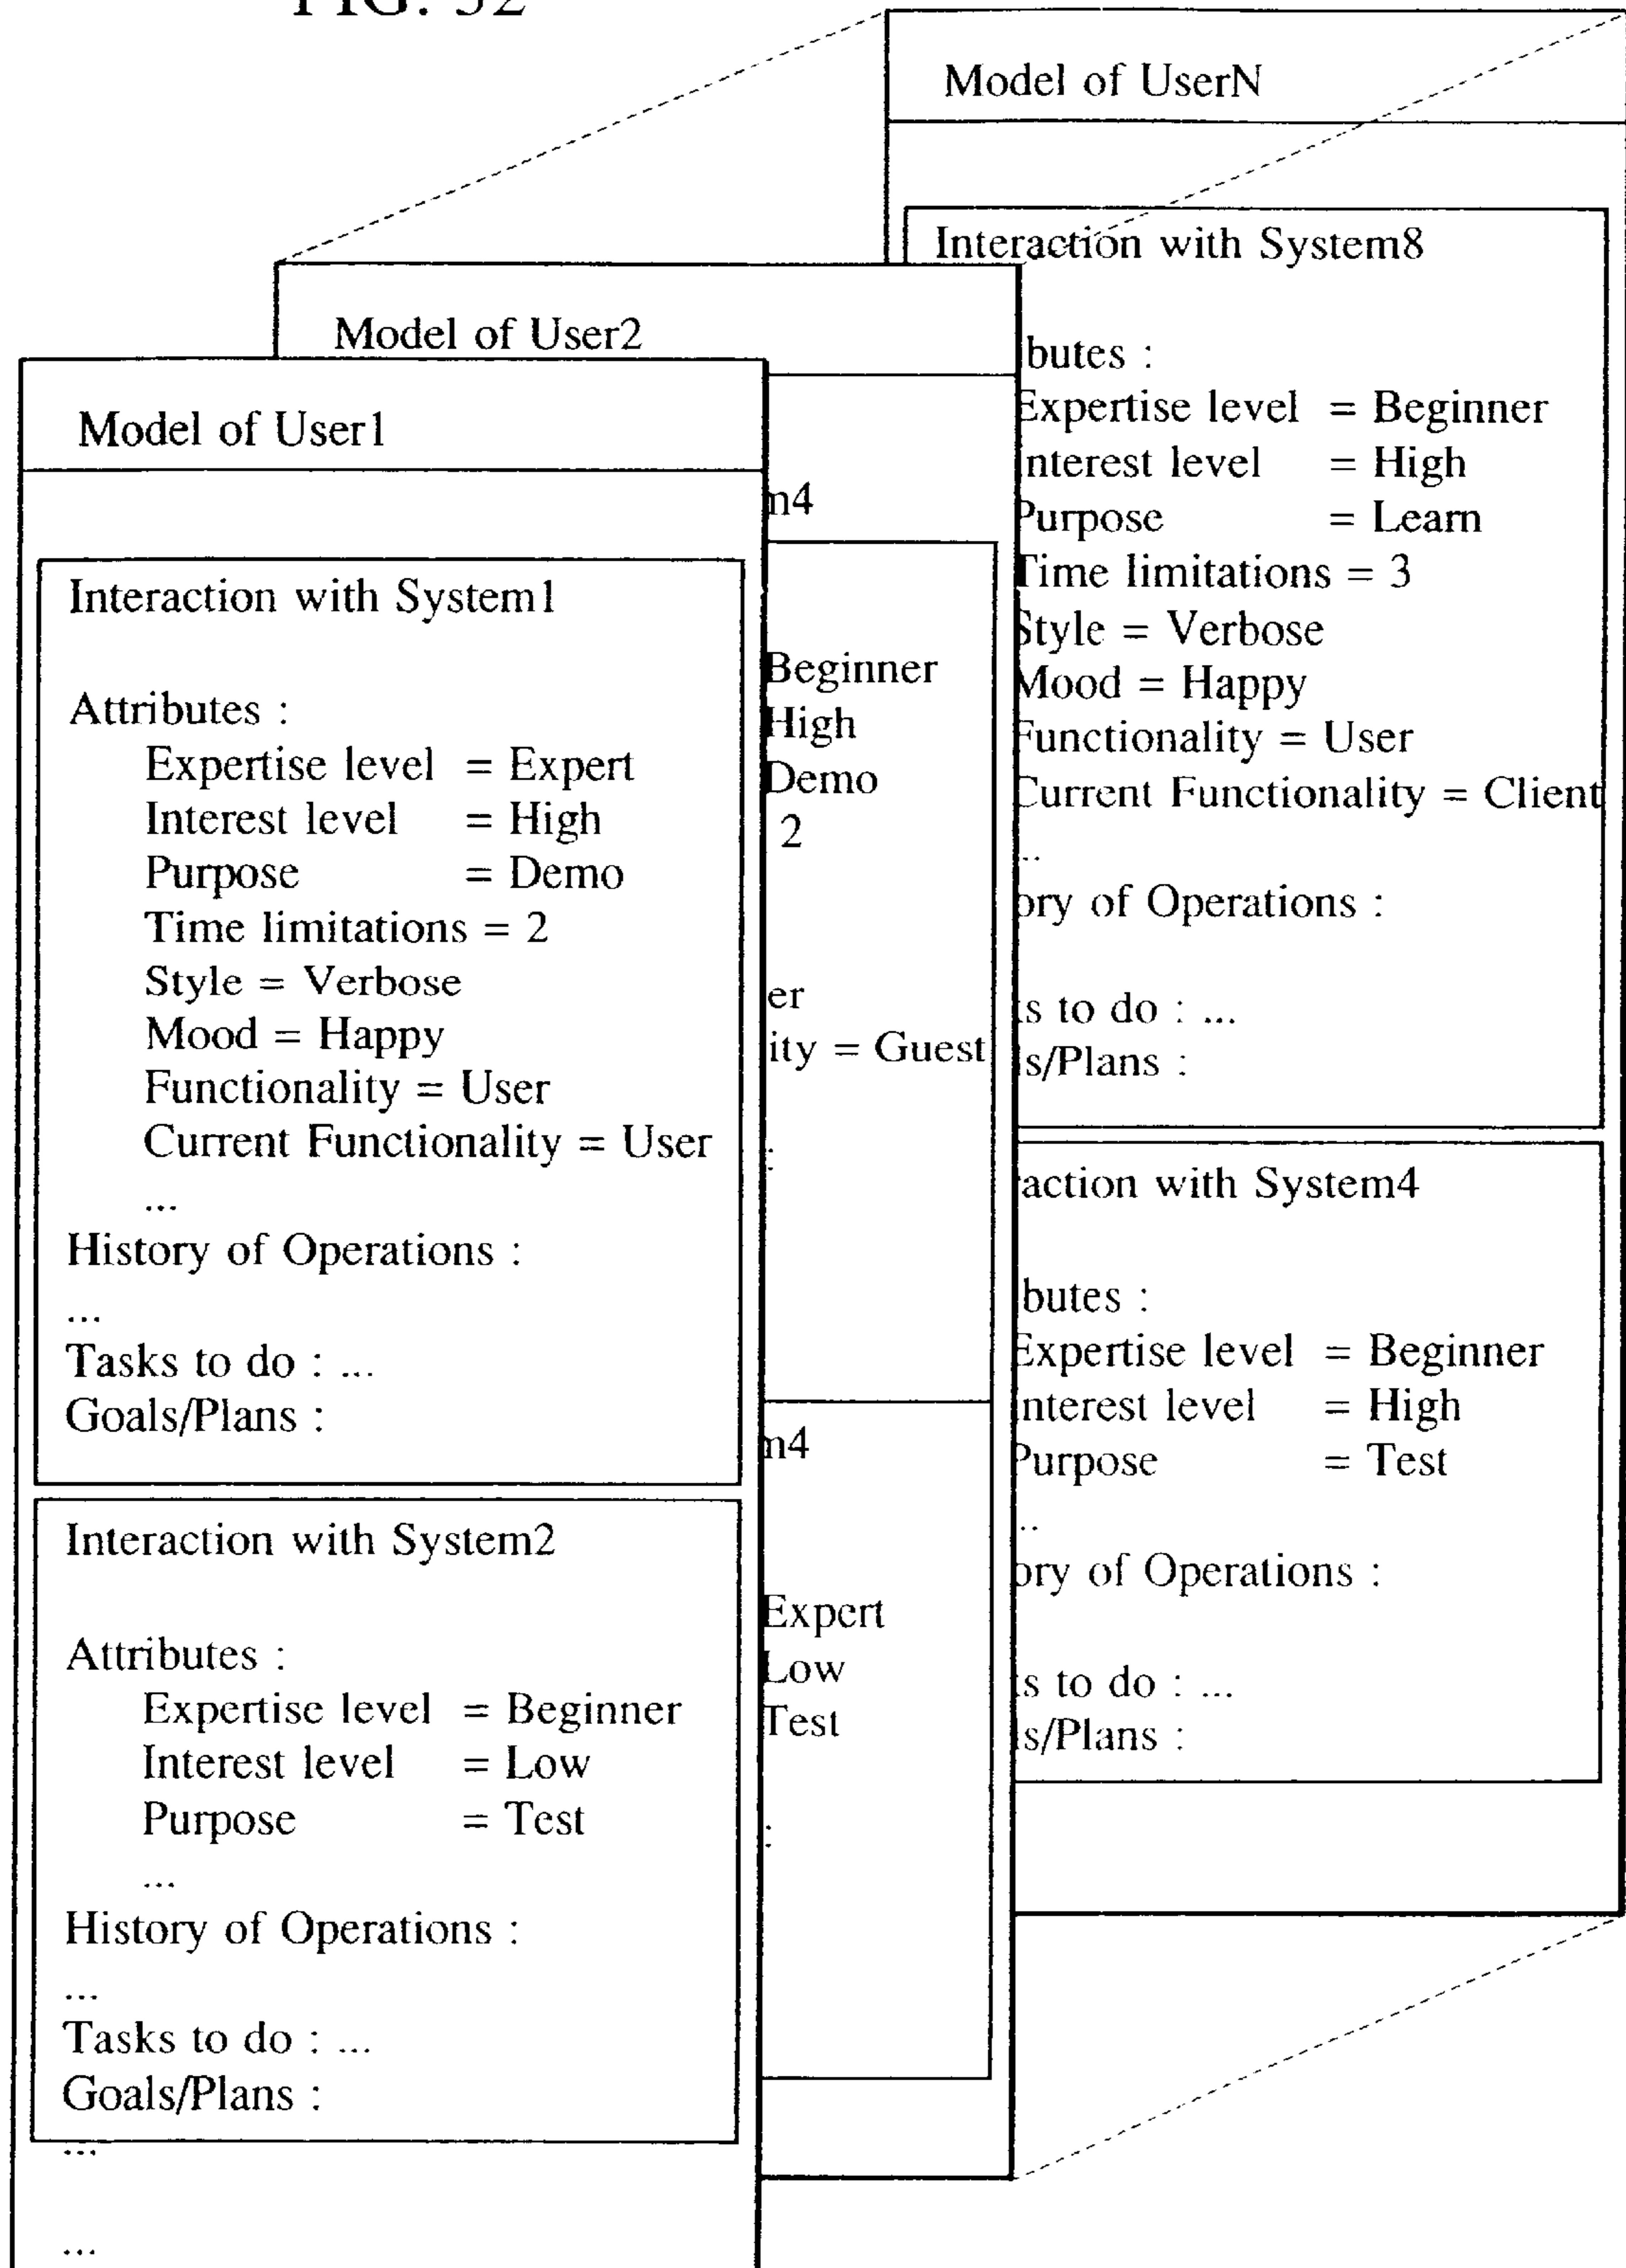 FIG. 32
Model of UserN
Interaction with System8
butes :
Expertise level = Beginner
Interest level = High
Purpose = Learn
Time limitations = 3
Style = Verbose
Mood = Happy
Functionality = User
Current Functionality = Client
...
ory of Operations :
s to do : ...
s/Plans :
action with System4
butes :
Expertise level = Beginner
Interest level = High
Purpose = Test
...
ory of Operations :
s to do : ...
s/Plans :
Model of User2
m4
Beginner
High
Demo
2
er
ity = Guest
:
m4
Expert
Low
Test
:
Model of User1
Interaction with System1
Attributes :
Expertise level = Expert
Interest level = High
Purpose = Demo
Time limitations = 2
Style = Verbose
Mood = Happy
Functionality = User
Current Functionality = User
...
History of Operations :
...
Tasks to do : ...
Goals/Plans :
Interaction with System2
Attributes :
Expertise level = Beginner
Interest level = Low
Purpose = Test
...
History of Operations :
...
Tasks to do : ...
Goals/Plans :
...
...